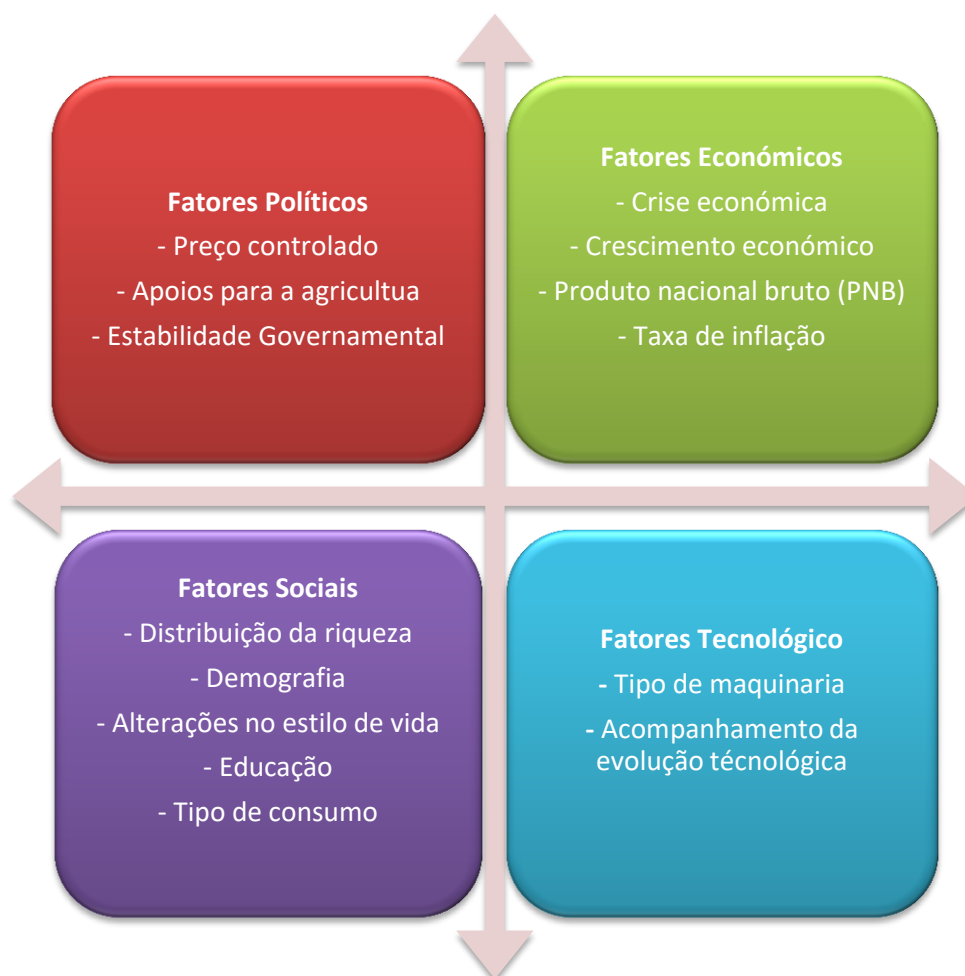 Fatores Políticos
- Preço controlado
- Apoios para a agricultua
- Estabilidade Governamental
Fatores Económicos
- Crise económica
- Crescimento económico
- Produto nacional bruto (PNB)
- Taxa de inflação
Fatores Sociais
- Distribuição da riqueza
- Demografia
- Alterações no estilo de vida
- Educação
- Tipo de consumo
Fatores Tecnológico
- Tipo de maquinaria
- Acompanhamento da
evolução técnológica